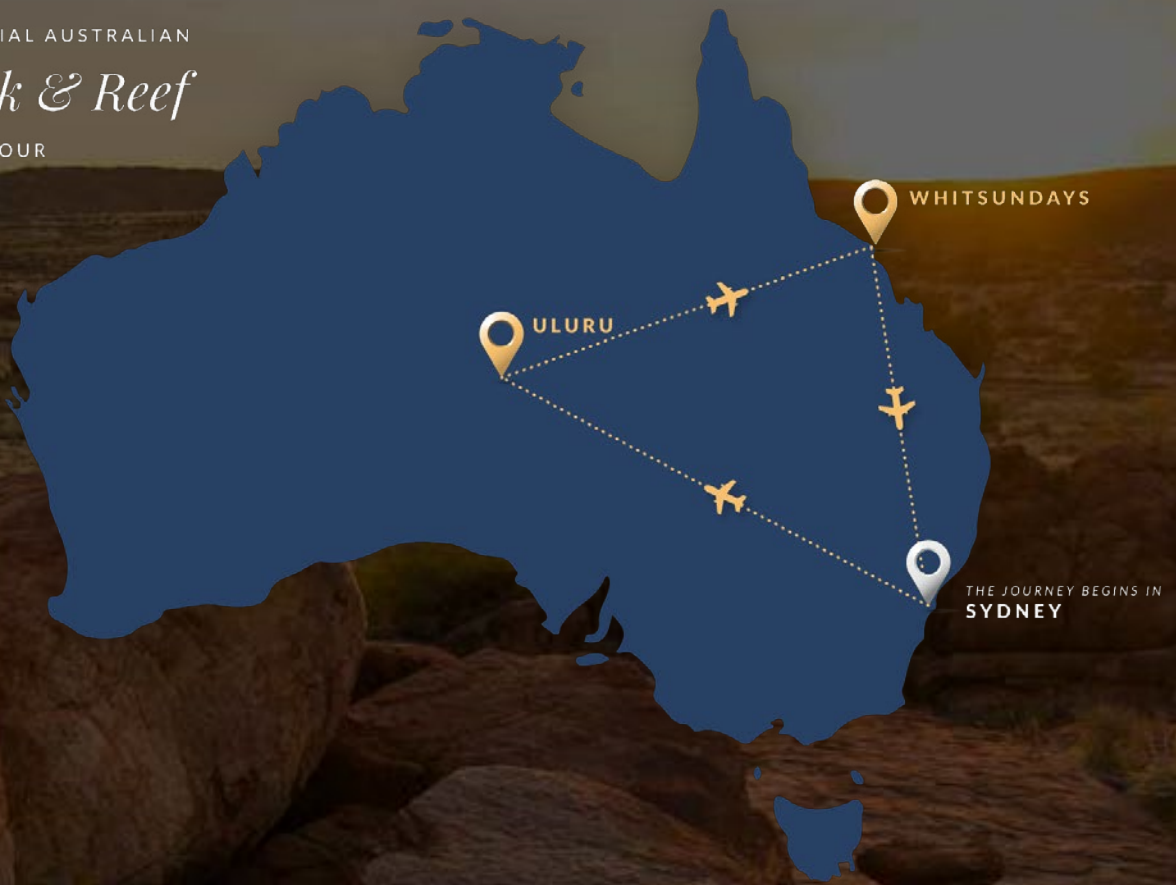 IAL AUSTRALIAN
k & Reef
OUR
WHITSUNDAYS
ULURU
THE JOURNEY BEGINS IN
SYDNEY